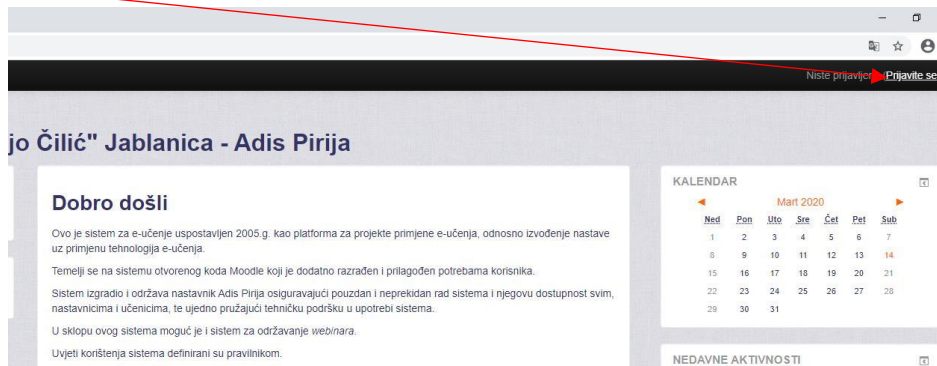 Niste prijavljeni Prijavite se
jo Čilić" Jablanica - Adis Pirija
Dobro došli
Ovo je sistem za e-učenje uspostavljen 2005.g. kao platforma za projekte primjene e-učenja, odnosno izvođenje nastave
uz primjenu tehnologija e-učenja.
Temelji se na sistemu otvorenog koda Moodle koji je dodatno razrađen i prilagođen potrebama korisnika.
Sistem izgradio i održava nastavnik Adis Pirija osiguravajući pouzdan i neprekidan rad sistema i njegovu dostupnost svim,
nastavnicima i učenicima, te ujedno pružajući tehničku podršku u upotrebi sistema.
U sklopu ovog sistema moguć je i sistem za održavanje webinara.
Uvjeti korištenja sistema definirani su pravilnikom.
KALENDAR
Mart 2020
Ned Pon Uto Sre Čet Pet Sub
1 2 3 4 5 6 7
8 9 10 11 12 13 14
15 16 17 18 19 20 21
22 23 24 25 26 27 28
29 30 31
NEDAVNE AKTIVNOSTI